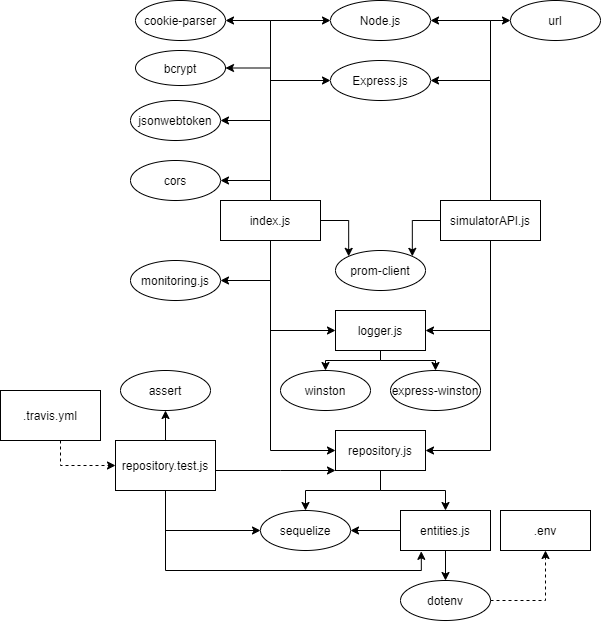 cookie-parser
Node.js
url
bcrypt
Express.js
jsonwebtoken
cors
index.js
simulatorAPI.js
prom-client
monitoring.js
logger.js
winston
express-winston
assert
.travis.yml
repository.js
repository.test.js
sequelize
entities.js
.env
dotenv